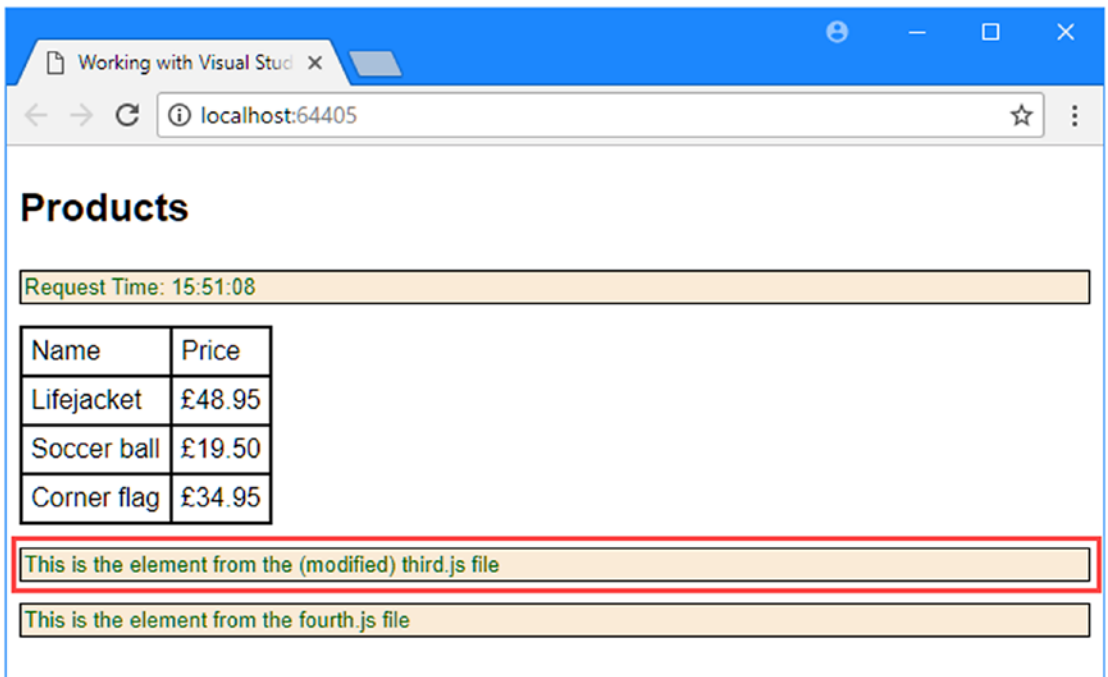 Working with Visual Stud
localhost:64405
Products
Request Time: 15:51:08
Name Price
Lifejacket £48.95
Soccer ball £19.50
Corner flag £34.95
This is the element from the (modified) third.js file
This is the element from the fourth.js file